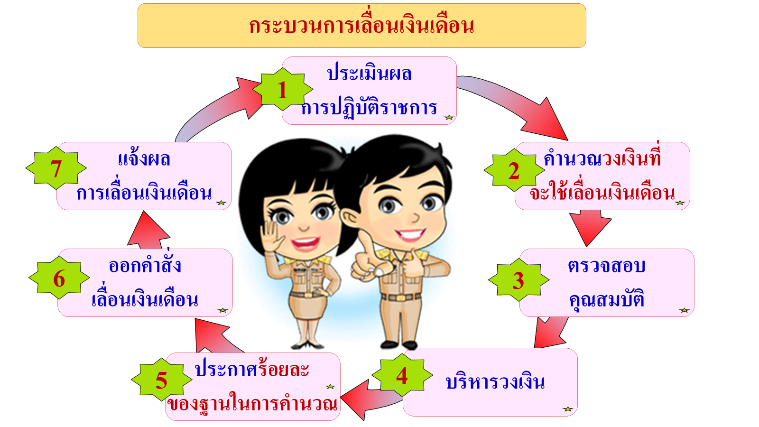 กระบวนการเลื่อนเงินเดือน
1
ประเมินผล
การปฏิบัติราชการ
2
คำนวณวงเงินที่
จะใช้เลื่อนเงินเดือน
3
ตรวจสอบ
คุณสมบัติ
4
บริหารวงเงิน
5
ประกาศร้อยละ
ของฐานในการคำนวณ
6
ออกคำสั่ง
เลื่อนเงินเดือน
7
แจ้งผล
การเลื่อนเงินเดือน